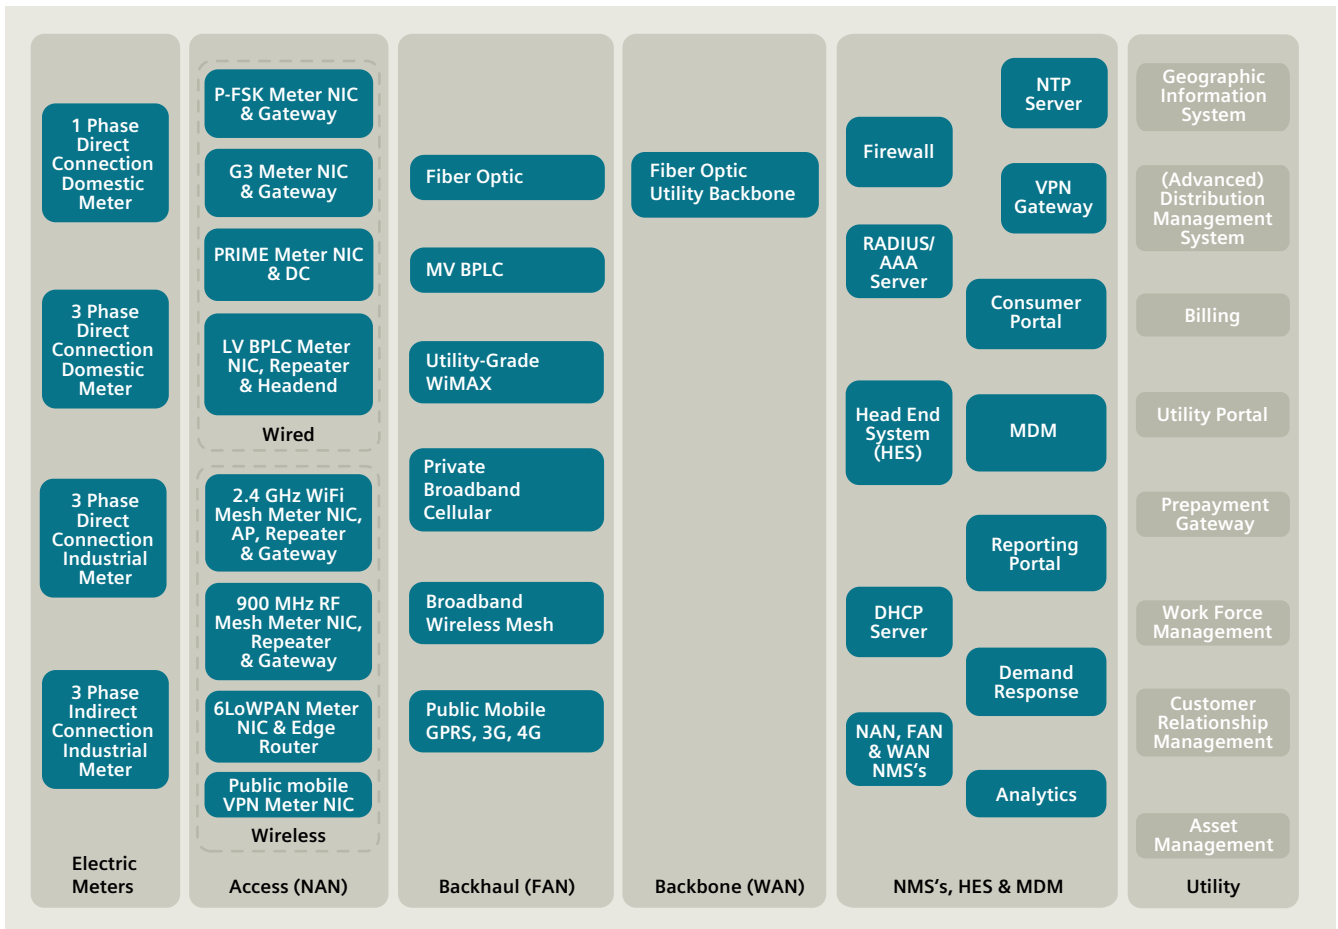 1 Phase
Direct
Connection
Domestic
Meter
3 Phase
Direct
Connection
Domestic
Meter
3 Phase
Direct
Connection
Industrial
Meter
3 Phase
Indirect
Connection
Industrial
Meter
Electric
Meters
P-FSK Meter NIC
& Gateway
G3 Meter NIC
& Gateway
PRIME Meter NIC
& DC
LV BPLC Meter
NIC, Repeater
& Headend
Wired
2.4 GHz WiFi
Mesh Meter NIC,
AP, Repeater
& Gateway
900 MHz RF
Mesh Meter NIC,
Repeater
& Gateway
6LoWPAN Meter
NIC & Edge
Router
Public mobile
VPN Meter NIC
Wireless
Access (NAN)
Fiber Optic
MV BPLC
Utility-Grade
WiMAX
Private
Broadband
Cellular
Broadband
Wireless Mesh
Public Mobile
GPRS, 3G, 4G
Backhaul (FAN)
Fiber Optic
Utility Backbone
Backbone (WAN)
NTP
Server
Firewall
VPN
Gateway
RADIUS/
AAA
Server
Consumer
Portal
Head End
System
(HES)
MDM
Reporting
Portal
DHCP
Server
Demand
Response
NAN, FAN
& WAN
NMS's
Analytics
NMS's, HES & MDM
Geographic
Information
System
(Advanced)
Distribution
Management
System
Billing
Utility Portal
Prepayment
Gateway
Work Force
Management
Customer
Relationship
Management
Asset
Management
Utility